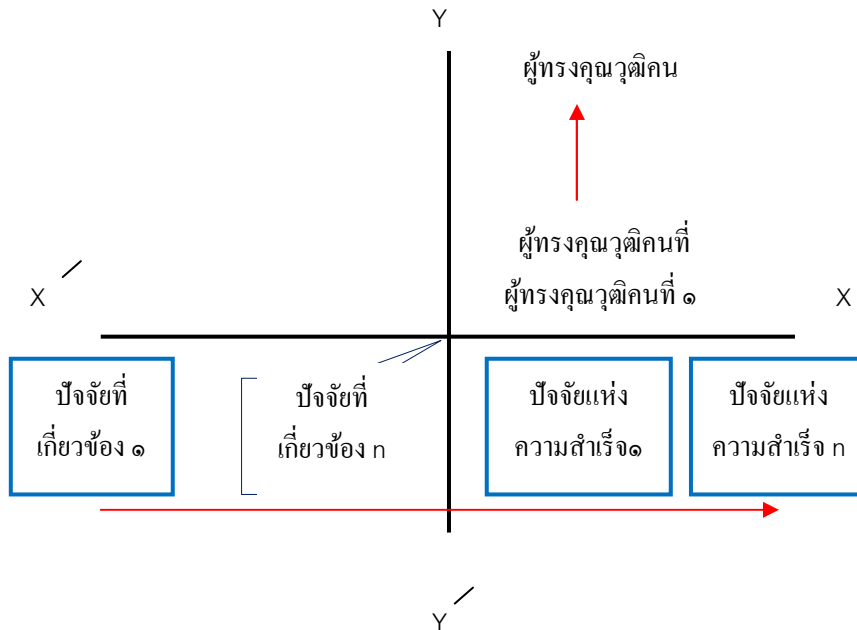 Y
ผู้ทรงคุณวุฒิคน
ผู้ทรงคุณวุฒิคนที่
ผู้ทรงคุณวุฒิคนที่ ๑
X
X
ปัจจัยที่
เกี่ยวข้อง ๑
ปัจจัยที่
เกี่ยวข้อง n
ปัจจัยแห่ง
ความสำเร็จ๑
ปัจจัยแห่ง
ความสำเร็จ n
Y